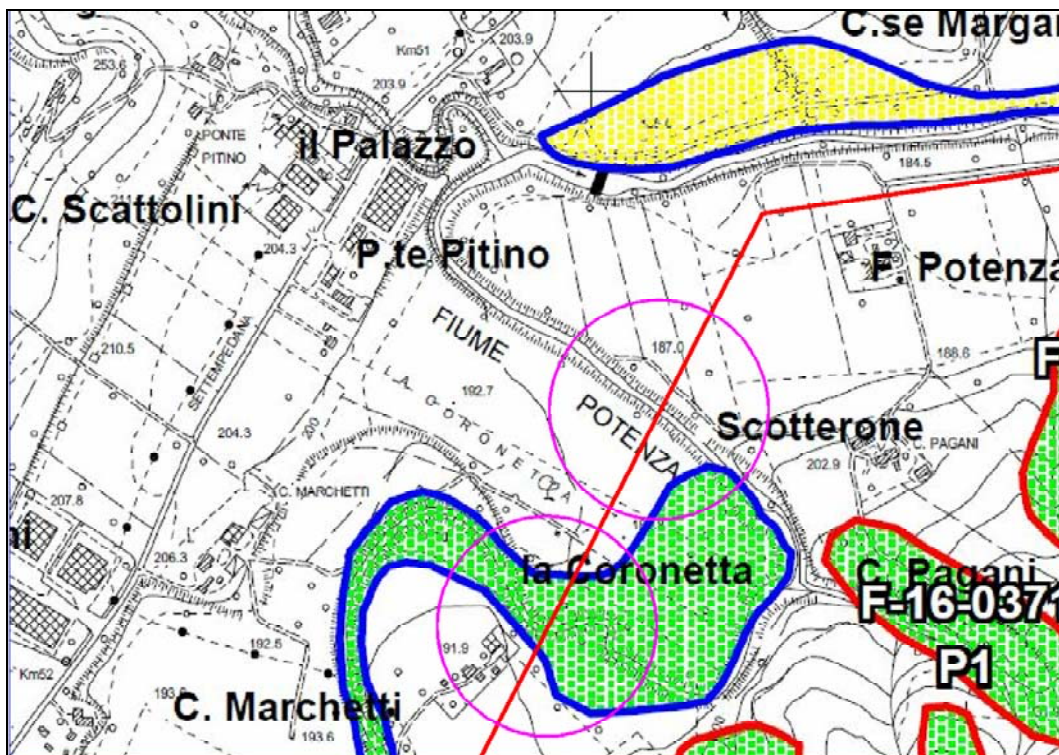 C.se Margar
Km51
203.9
253.6
203.9
PONTE
PITINO
il Palazzo
184.5
C. Scattolini
204.3
P.te Pitino
F. Potenza
FIUME
187.0
210.5
188.6
SETTEMPEDANA
LA CORONETTA
192.7
F
POTENZA
Scotterone
C. PAGANI
204.3
200
202.9
C. MARCHETTI
207.8
ni
206.3
la Coronetta
C. Pagani
F-16-0371
192.5
91.9
P1
Km52
C. Marchetti
193.6